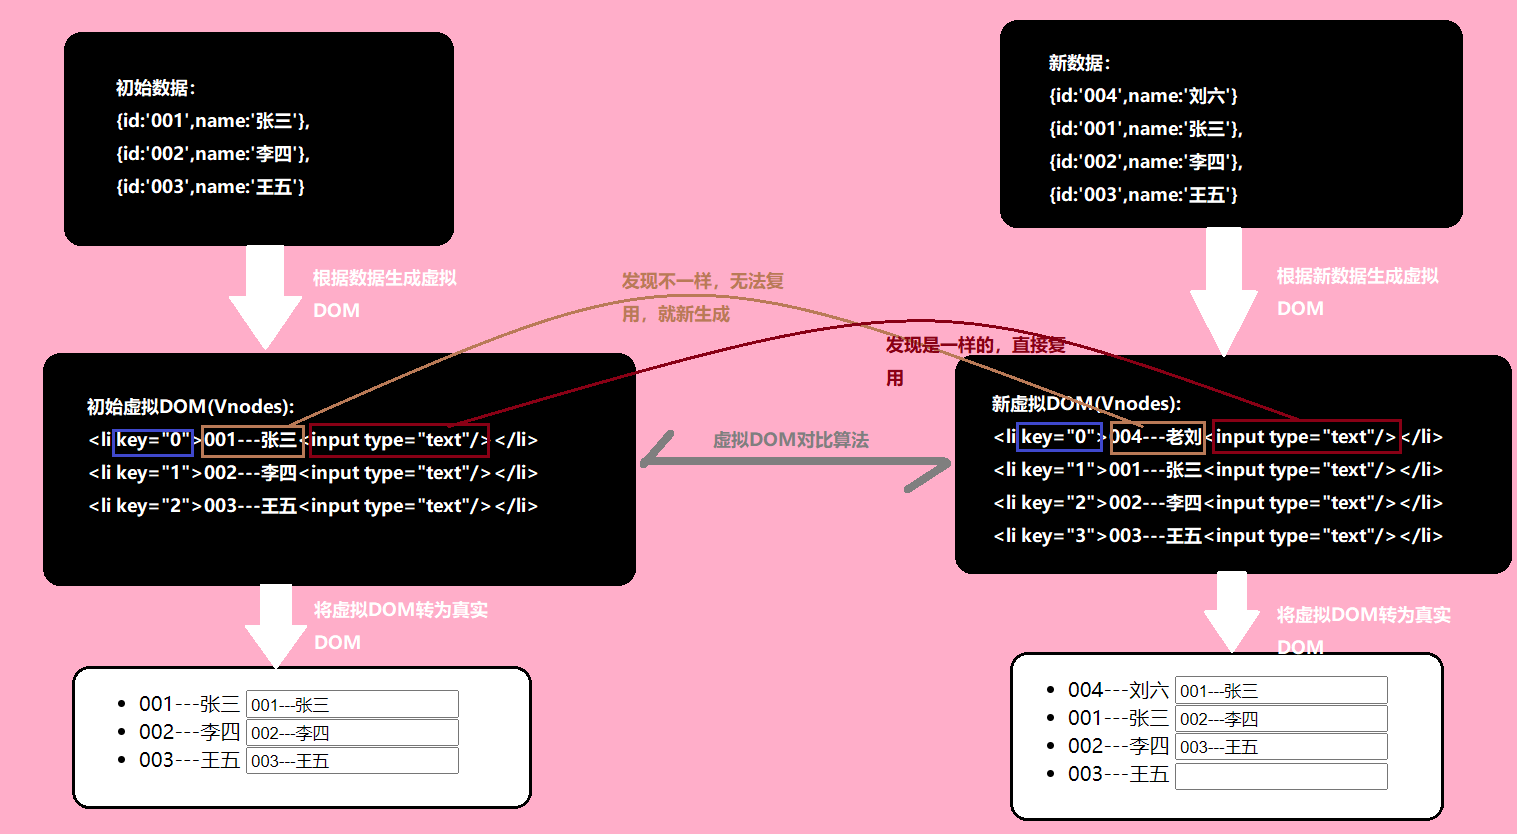 初始数据：
{id:'001',name:'张三'},
{id:'002',name:'李四'},
{id:'003',name:'王五'}
根据数据生成虚拟
DOM
初始虚拟DOM(Vnodes):
<li key="0">001---张三<input type="text"/></li>
<li key="1">002---李四<input type="text"/></li>
<li key="2">003---王五<input type="text"/></li>
将虚拟DOM转为真实
DOM
001---张三 001---张三
002---李四 002---李四
003---王五 003---王五
发现不一样，无法复
用，就新生成
发现是一样的，直接复
用
虚拟DOM对比算法
新数据：
{id:'004',name:'刘六'}
{id:'001',name:'张三'},
{id:'002',name:'李四'},
{id:'003',name:'王五'}
根据新数据生成虚拟
DOM
新虚拟DOM(Vnodes):
<li key="0">004---老刘<input type="text"/></li>
<li key="1">001---张三<input type="text"/></li>
<li key="2">002---李四<input type="text"/></li>
<li key="3">003---王五<input type="text"/></li>
将虚拟DOM转为真实
DOM
004---刘六 001---张三
001---张三 002---李四
002---李四 003---王五
003---王五